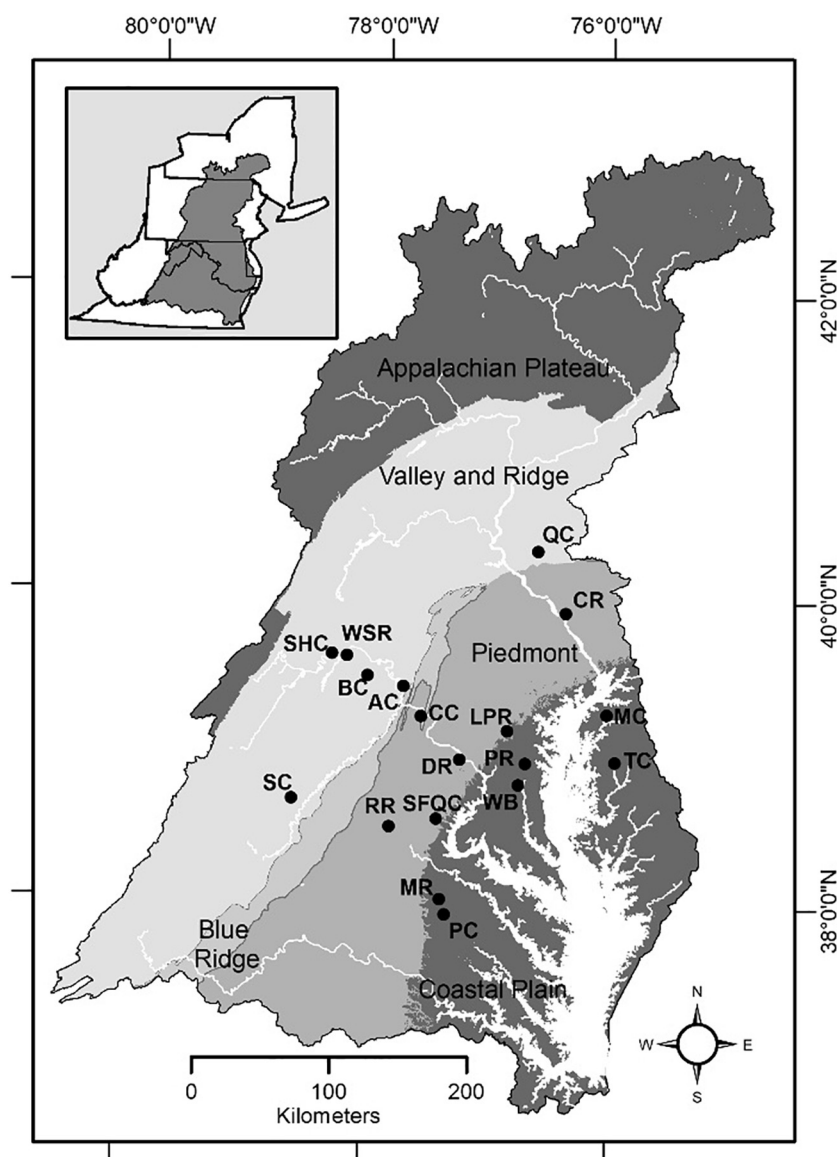 80°0'0"W
78°0'0"W
76°0'0"W
42°0'0"N
Appalachian Plateau
Valley and Ridge
QC
40°0'0"N
CR
SHC
WSR
Piedmont
BC
AC
CC
LPR
MC
DR
PR
TC
SC
WB
RR
SFQC
MR
38°0'0"N
PC
Blue
Ridge
Coastal Plain
N
W
E
S
0
100
200
Kilometers